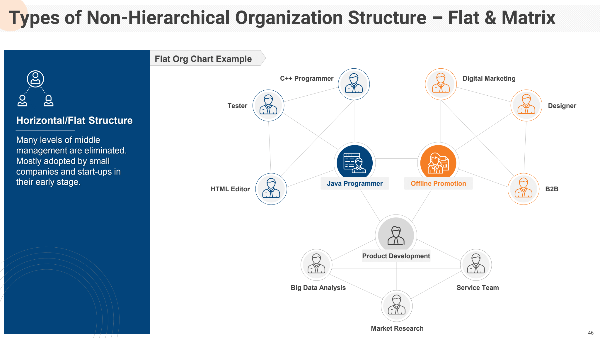 Types of Non-Hierarchical Organization Structure – Flat & Matrix
Flat Org Chart Example
Horizontal/Flat Structure
Many levels of middle
management are eliminated.
Mostly adopted by small
companies and start-ups in
their early stage.
C++ Programmer
Digital Marketing
Tester
Designer
Java Programmer
Offline Promotion
HTML Editor
B2B
Product Development
Big Data Analysis
Service Team
Market Research
46